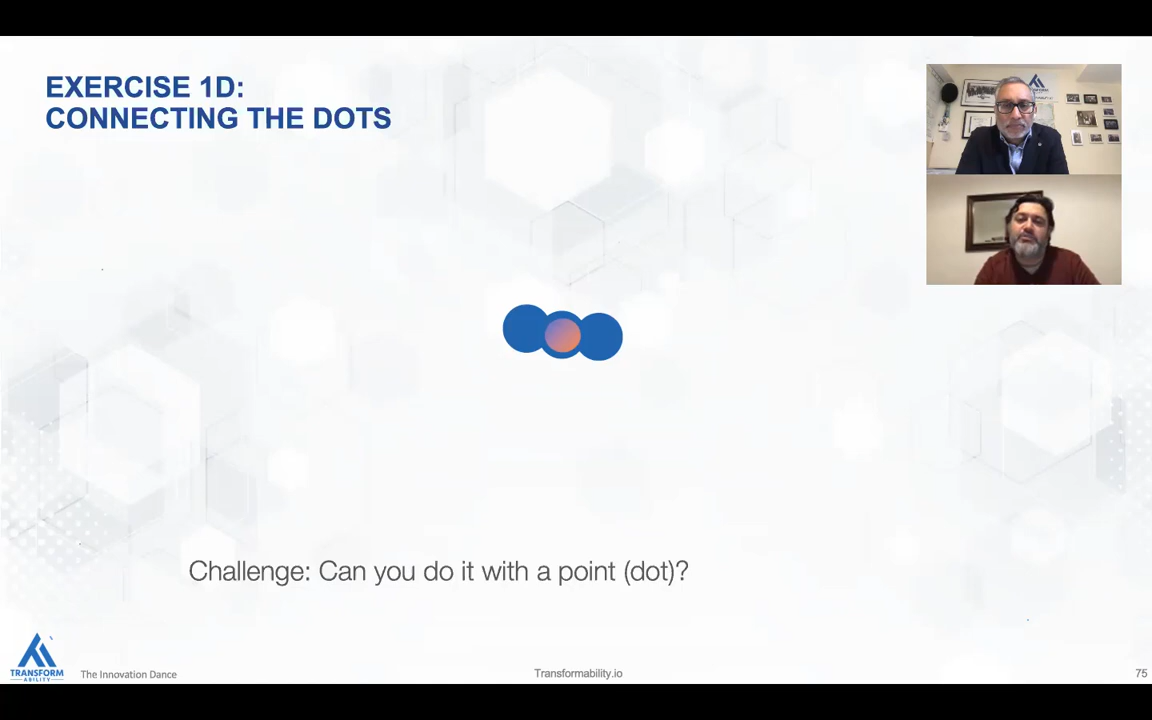 EXERCISE 1D:
CONNECTING THE DOTS
Challenge: Can you do it with a point (dot)?
TRANSFORM
ABILITY
The Innovation Dance
Transformability.io
75